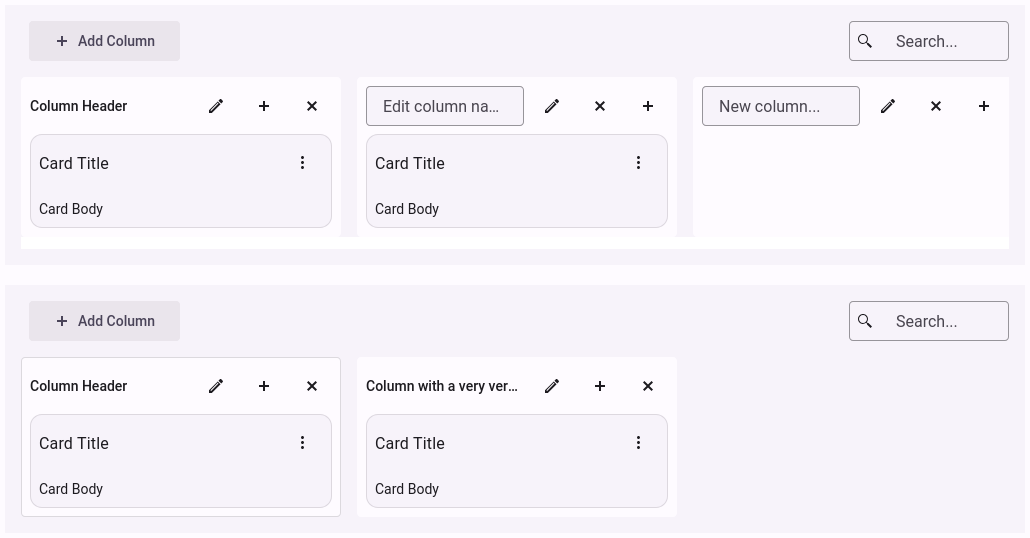 Add Column
Search...
Column Header
Edit column na...
New column...
Card Title
Card Title
Card Body
Card Body
Add Column
Search...
Column Header
Column with a very ver...
Card Title
Card Title
Card Body
Card Body